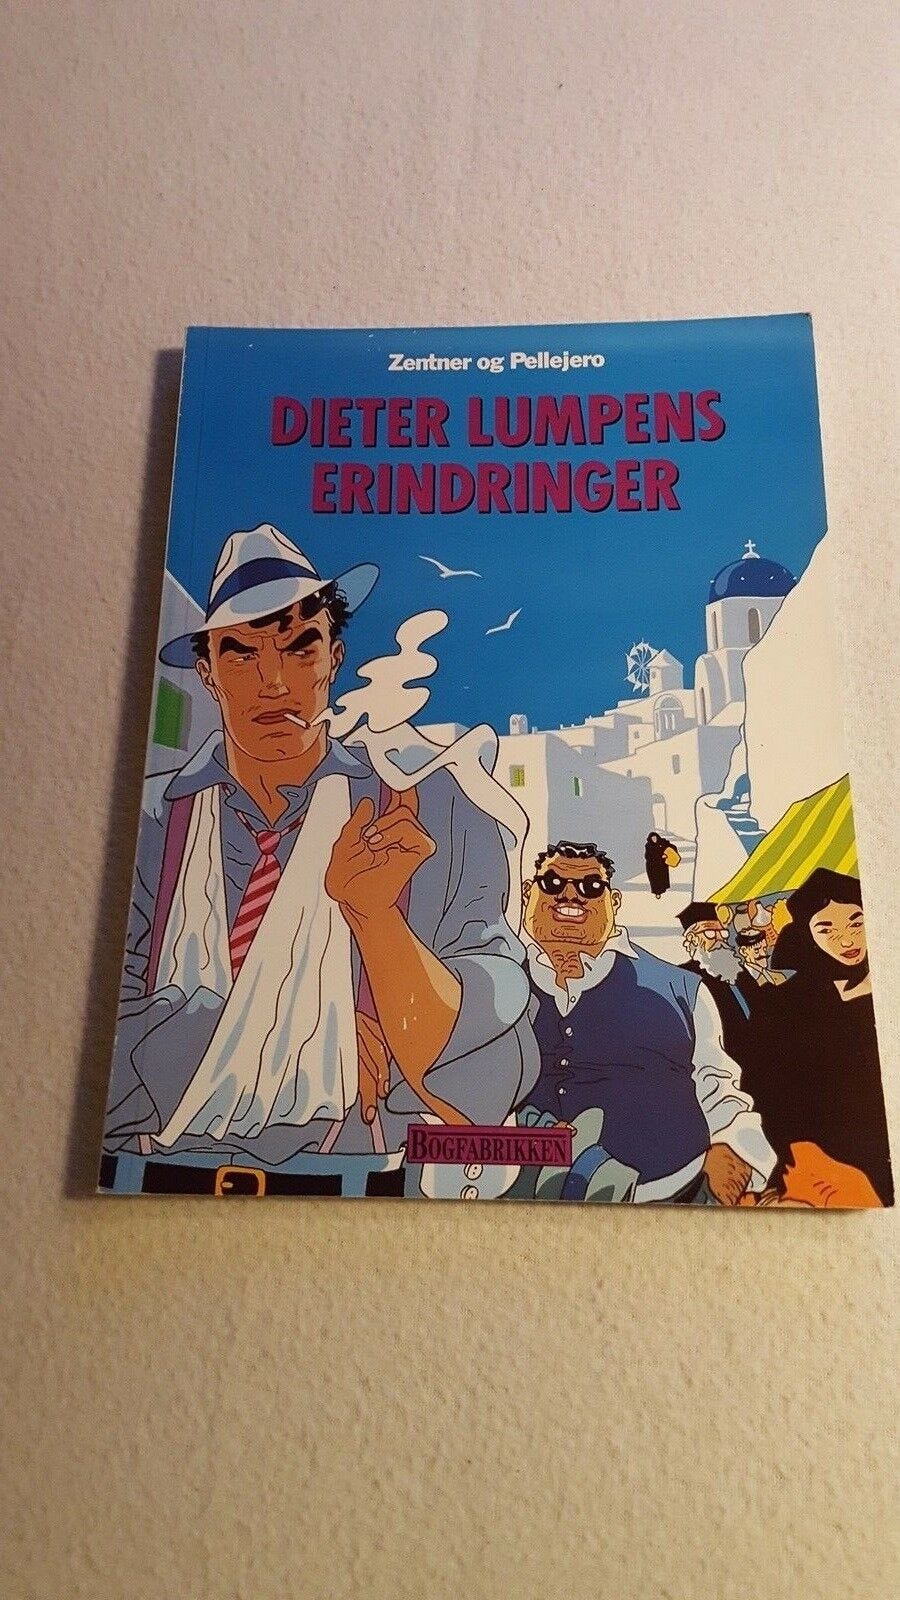 Zentner og Pellejero
DIETER LUMPENS
ERINDRINGER
BOGFABRIKKEN